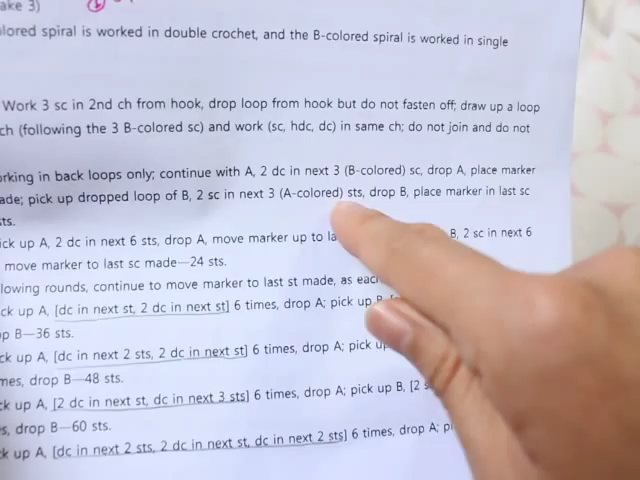 ake 3)
lored spiral is worked in double crochet, and the B-colored spiral is worked in single
Work 3 sc in 2nd ch from hook, drop loop from hook but do not fasten off; draw up a loop
ch (following the 3 B-colored sc) and work (sc, hdc, dc) in same ch; do not join and do not
rking in back loops only; continue with A, 2 dc in next 3 (B-colored) sc, drop A, place marker
ade; pick up dropped loop of B, 2 sc in next 3 (A-colored) sts, drop B, place marker in last sc
ts.
ick up A, 2 dc in next 6 sts, drop A, move marker up to la B, 2 sc in next 6
move marker to last sc made—24 sts.
lowing rounds, continue to move marker to last st made, as each
ck up A, [dc in next st, 2 dc in next st] 6 times, drop A; pick up B
op B—36 sts.
ck up A, [dc in next 2 sts, 2 dc in next st] 6 times, drop A; pick up
mes, drop B—48 sts.
ck up A, [2 dc in next st, dc in next 3 sts] 6 times, drop A; pick up B, [2 s
s, drop B—60 sts.
k up A, [dc in next 2 sts, 2 dc in next st, dc in next 2 sts] 6 times, drop A; p